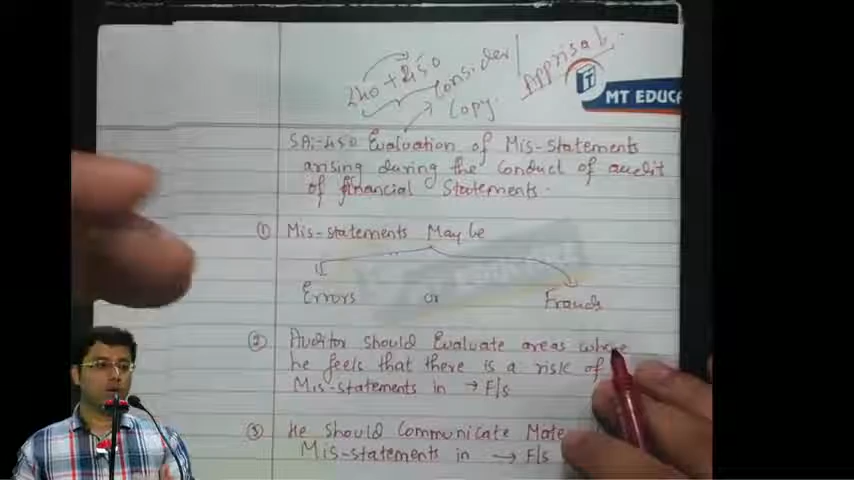 240 + 450
Consider /
Copy
Apprisal.
MT EDUCA
SA:-450 Evaluation of Mis-statements
arising during the conduct of audit
of financial Statements.
① Mis-statements May be
Errors or Frauds
② Auditor should Evaluate areas where
he feels that there is a risk of
Mis-statements in → F/s
③ He should Communicate Mate
Mis-statements in → F/s